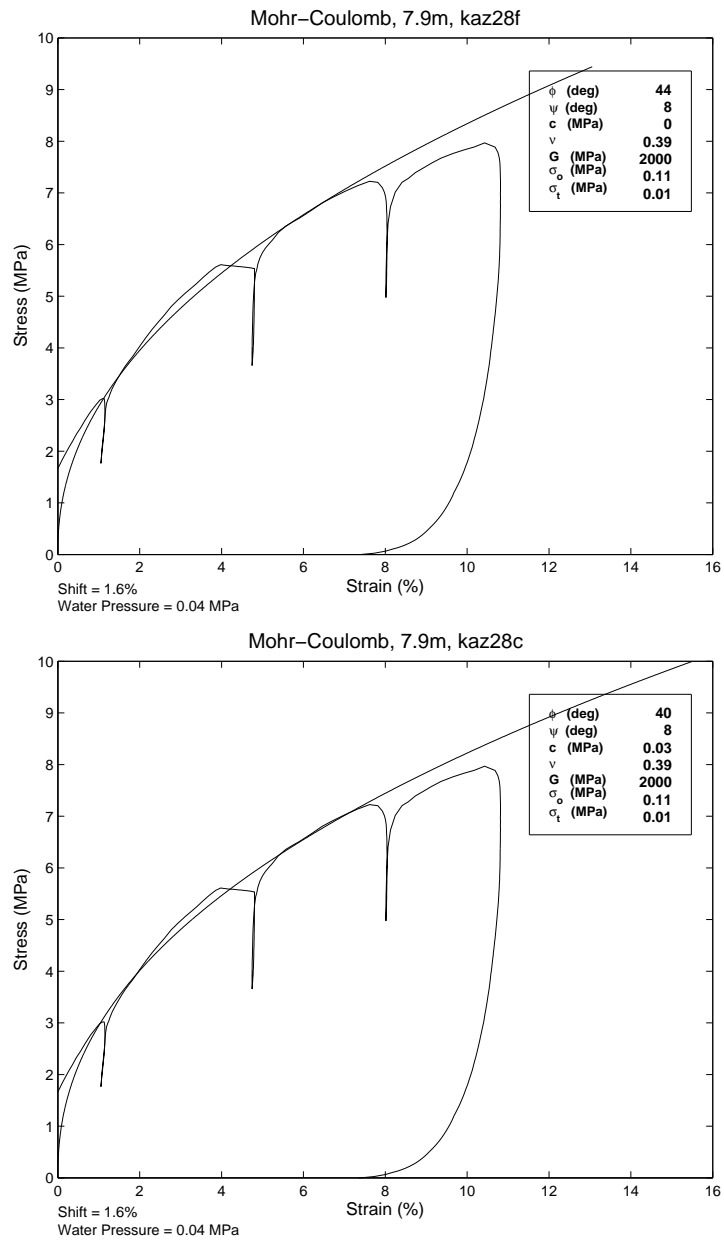 Mohr−Coulomb, 7.9m, kaz28f
10
9
8
7
6
5
4
3
2
1
0
Stress (MPa)
ϕ (deg) 44
ψ (deg) 8
c (MPa) 0
ν 0.39
G (MPa) 2000
σo (MPa) 0.11
σt (MPa) 0.01
0 2 4 6 8 10 12 14 16
Strain (%)
Shift = 1.6%
Water Pressure = 0.04 MPa
Mohr−Coulomb, 7.9m, kaz28c
10
9
8
7
6
5
4
3
2
1
0
Stress (MPa)
ϕ (deg) 40
ψ (deg) 8
c (MPa) 0.03
ν 0.39
G (MPa) 2000
σo (MPa) 0.11
σt (MPa) 0.01
0 2 4 6 8 10 12 14 16
Strain (%)
Shift = 1.6%
Water Pressure = 0.04 MPa